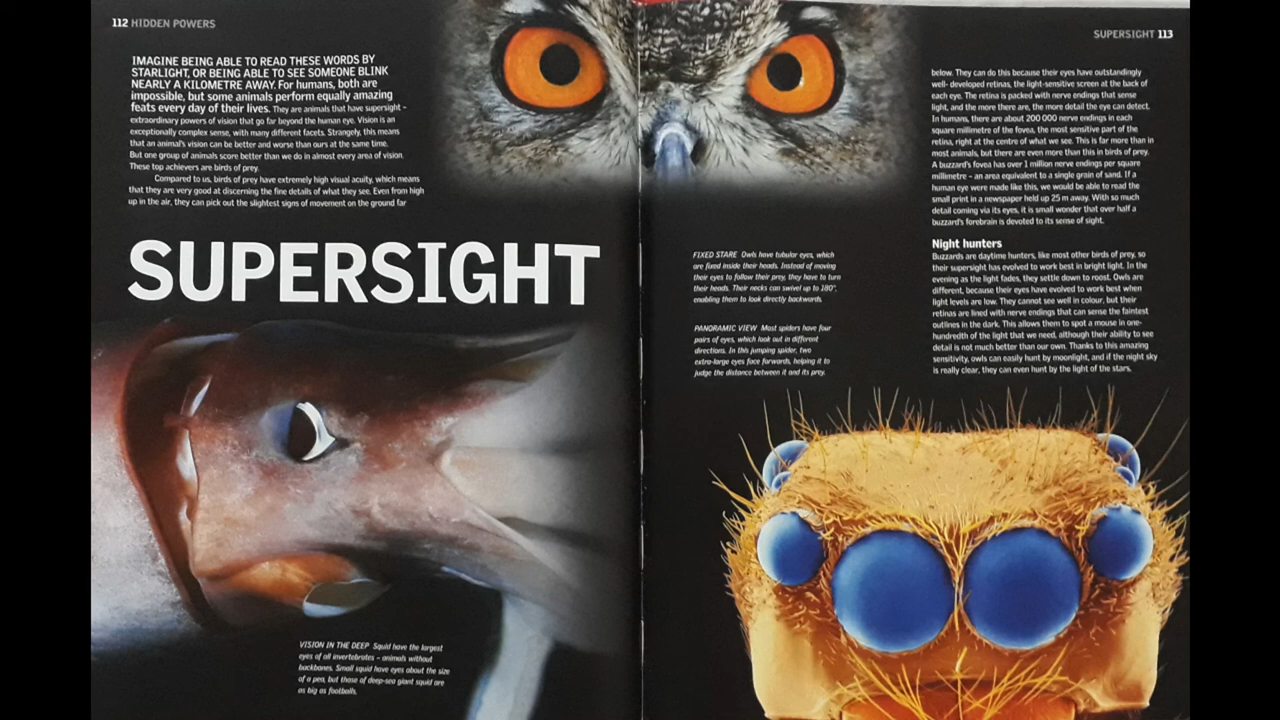 112 HIDDEN POWERS
IMAGINE BEING ABLE TO READ THESE WORDS BY
STARLIGHT, OR BEING ABLE TO SEE SOMEONE BLINK
NEARLY A KILOMETRE AWAY. For humans, both are
impossible, but some animals perform equally amazing
feats every day of their lives. They are animals that have supersight –
extraordinary powers of vision that go far beyond the human eye. Vision is an
exceptionally complex sense, with many different facets. Strangely, this means
that an animal's vision can be better and worse than ours at the same time.
But one group of animals score better than we do in almost every area of vision.
These top achievers are birds of prey.
Compared to us, birds of prey have extremely high visual acuity, which means
that they are very good at discerning the fine details of what they see. Even from high
up in the air, they can pick out the slightest signs of movement on the ground far
SUPERSIGHT
VISION IN THE DEEP Squid have the largest
eyes of all invertebrates – animals without
backbones. Small squid have eyes about the size
of a pea, but those of deep-sea giant squid are
as big as footballs.
SUPERSIGHT 113
FIXED STARE Owls have tubular eyes, which
are fixed inside their heads. Instead of moving
their eyes to follow their prey, they have to turn
their heads. Their necks can swivel up to 180°,
enabling them to look directly backwards.
PANORAMIC VIEW Most spiders have four
pairs of eyes, which look out in different
directions. In this jumping spider, two
extra-large eyes face forwards, helping it to
judge the distance between it and its prey.
below. They can do this because their eyes have outstandingly
well- developed retinas, the light-sensitive screen at the back of
each eye. The retina is packed with nerve endings that sense
light, and the more there are, the more detail the eye can detect.
In humans, there are about 200 000 nerve endings in each
square millimetre of the fovea, the most sensitive part of the
retina, right at the centre of what we see. This is far more than in
most animals, but there are even more than this in birds of prey.
A buzzard's fovea has over 1 million nerve endings per square
millimetre – an area equivalent to a single grain of sand. If a
human eye were made like this, we would be able to read the
small print in a newspaper held up 25 m away. With so much
detail coming via its eyes, it is small wonder that over half a
buzzard's forebrain is devoted to its sense of sight.
Night hunters
Buzzards are daytime hunters, like most other birds of prey, so
their supersight has evolved to work best in bright light. In the
evening as the light fades, they settle down to roost. Owls are
different, because their eyes have evolved to work best when
light levels are low. They cannot see well in colour, but their
retinas are lined with nerve endings that can sense the faintest
outlines in the dark. This allows them to spot a mouse in one-
hundredth of the light that we need, although their ability to see
detail is not much better than our own. Thanks to this amazing
sensitivity, owls can easily hunt by moonlight, and if the night sky
is really clear, they can even hunt by the light of the stars.